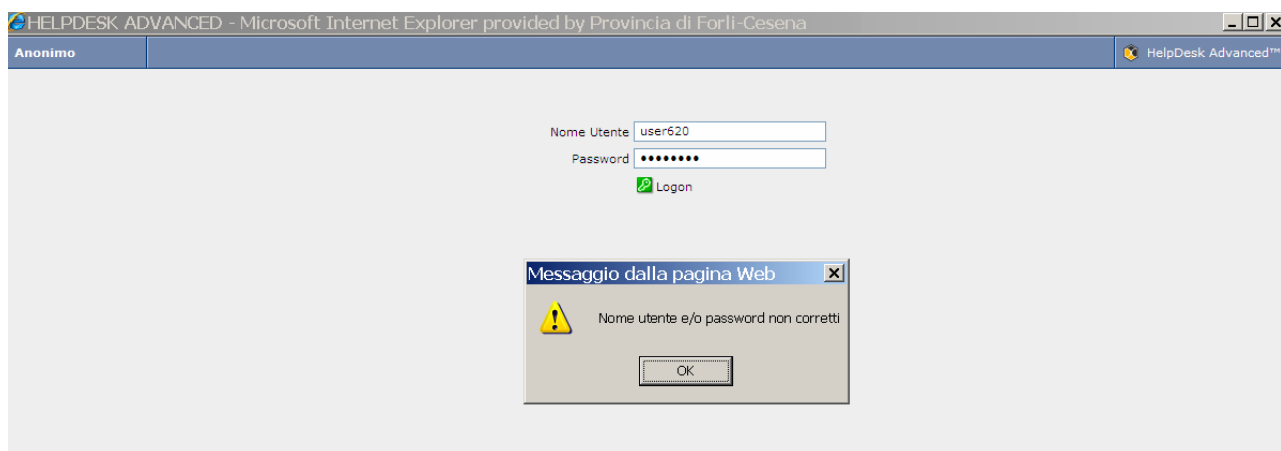 HELPDESK ADVANCED - Microsoft Internet Explorer provided by Provincia di Forli-Cesena
Anonimo
HelpDesk Advanced™
Nome Utente user620
Password ••••••••
Logon
Messaggio dalla pagina Web
Nome utente e/o password non corretti
OK